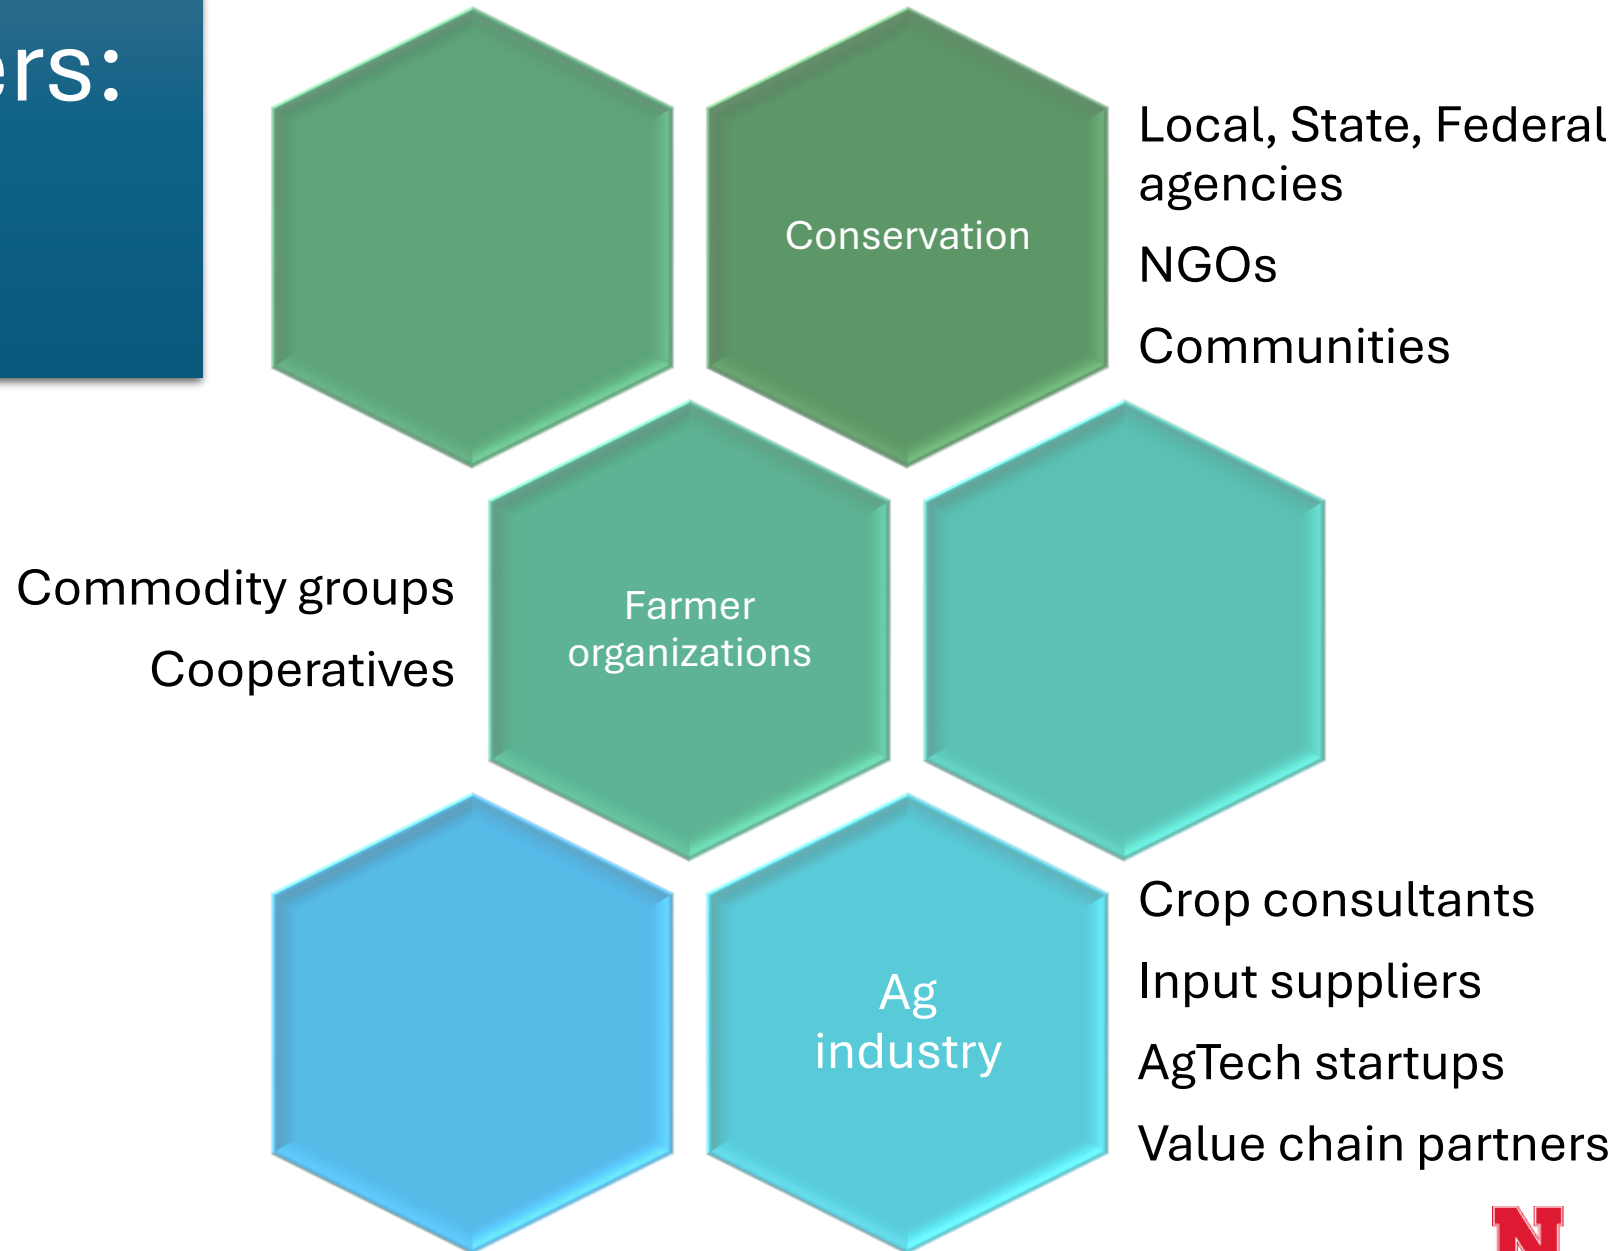 ers:
Conservation
Local, State, Federal
agencies
NGOs
Communities
Commodity groups
Cooperatives
Farmer
organizations
Ag
industry
Crop consultants
Input suppliers
AgTech startups
Value chain partners
N